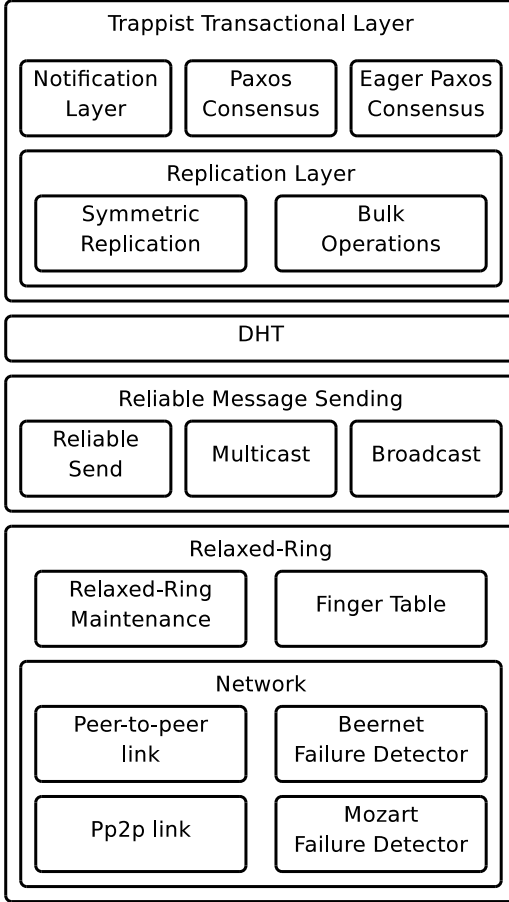 Trappist Transactional Layer
Notification
Layer
Paxos
Consensus
Eager Paxos
Consensus
Replication Layer
Symmetric
Replication
Bulk
Operations
DHT
Reliable Message Sending
Reliable
Send
Multicast
Broadcast
Relaxed-Ring
Relaxed-Ring
Maintenance
Finger Table
Network
Peer-to-peer
link
Beernet
Failure Detector
Pp2p link
Mozart
Failure Detector